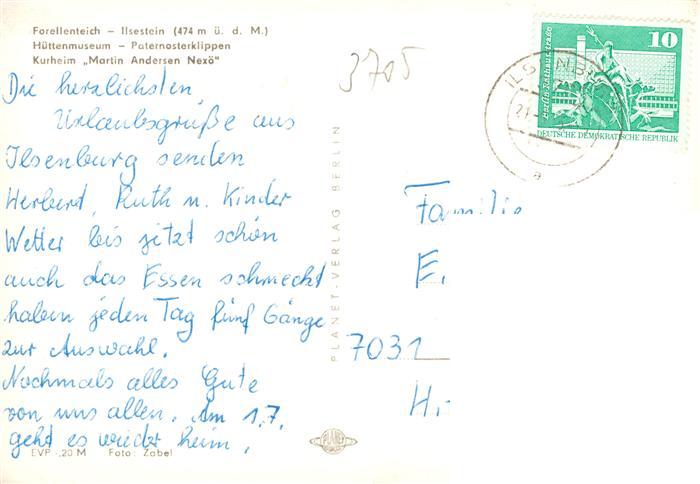 Forellenteich – Ilsestein (474 m ü. d. M.)
Hüttenmuseum – Paternosterklippen
Kurheim „Martin Andersen Nexö"
3705
Die herzlichsten
Urlaubsgrüße aus
Ilsenburg senden
Herbert, Ruth u. Kinder
Wetter bis jetzt schön
auch das Essen schmeckt
haben jeden Tag fünf Gänge
zur Auswahl.
Nochmals alles Gute
von uns allen. Am 1.7.
geht es wieder heim.
EVP -,20 M Foto: Zabel
PLANET-VERLAG BERLIN
PLANET
10
Berlin, Rathausstraße
DEUTSCHE DEMOKRATISCHE REPUBLIK
a
Familie
E.
7031